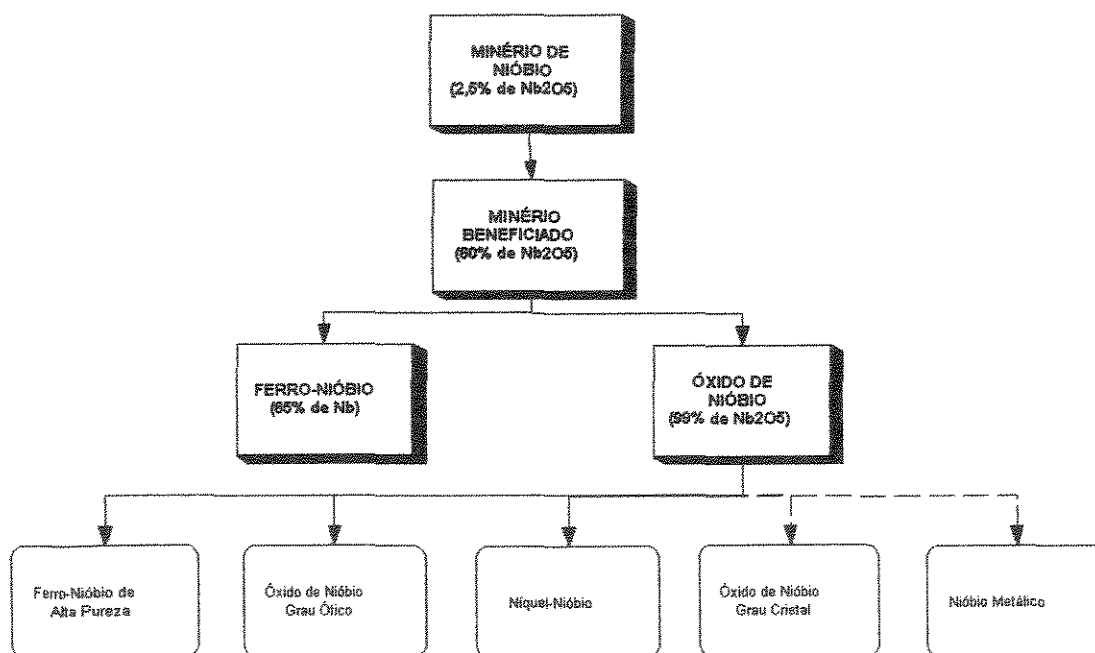 MINÉRIO DE
NIÓBIO
(2,5% de Nb2O5)
MINÉRIO
BENEFICIADO
(60% de Nb2O5)
FERRO-NIÓBIO
(65% de Nb)
ÓXIDO DE
NIÓBIO
(99% de Nb2O5)
Ferro-Nióbio de
Alta Pureza
Óxido de Nióbio
Grau Ótico
Níquel-Nióbio
Óxido de Nióbio
Grau Cristal
Nióbio Metálico